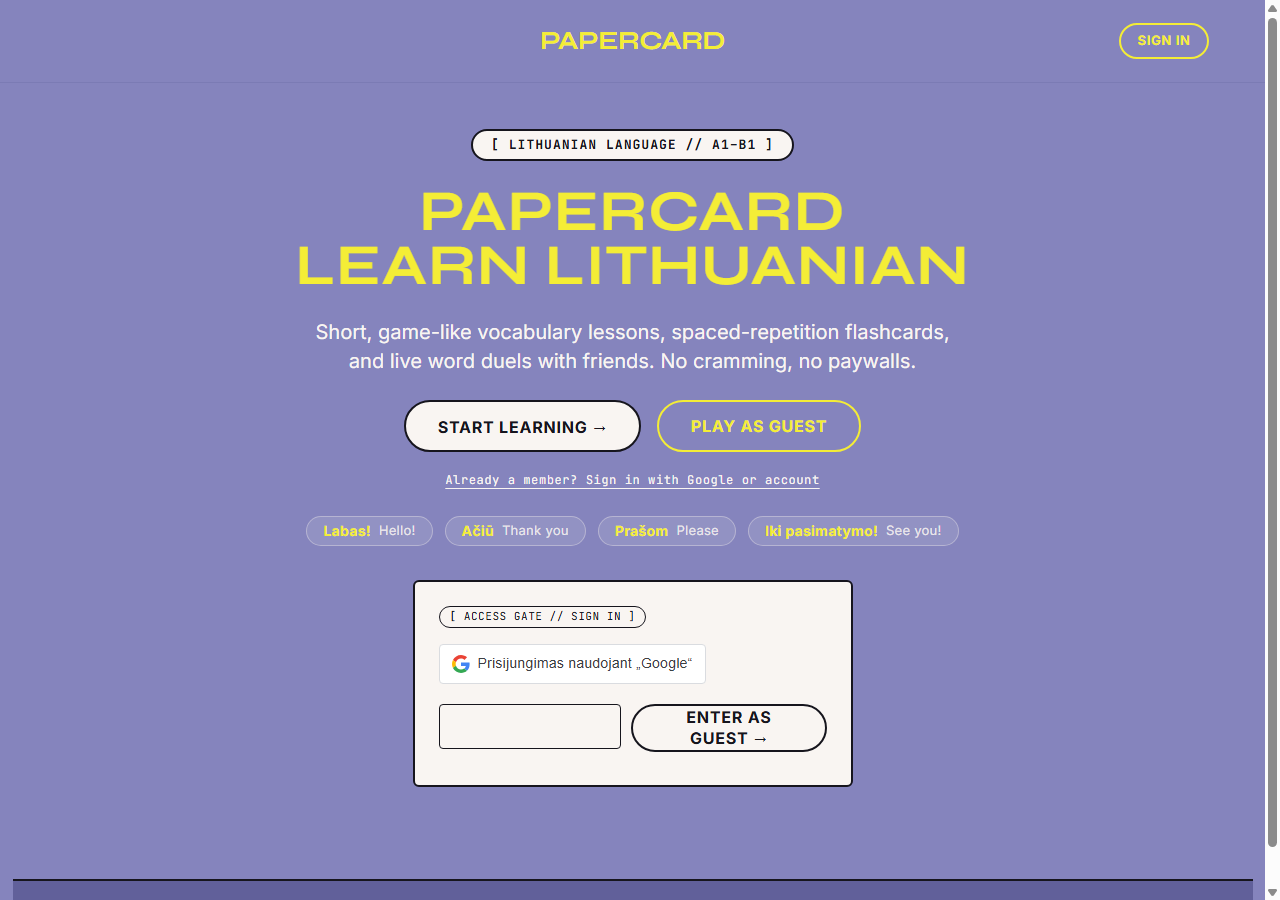 PAPERCARD
SIGN IN
[ LITHUANIAN LANGUAGE // A1–B1 ]
PAPERCARD
LEARN LITHUANIAN
Short, game-like vocabulary lessons, spaced-repetition flashcards,
and live word duels with friends. No cramming, no paywalls.
START LEARNING →
PLAY AS GUEST
Already a member? Sign in with Google or account
Labas! Hello!
Ačiū Thank you
Prašom Please
Iki pasimatymo! See you!
[ ACCESS GATE // SIGN IN ]
Prisijungimas naudojant „Google“
ENTER AS
GUEST →